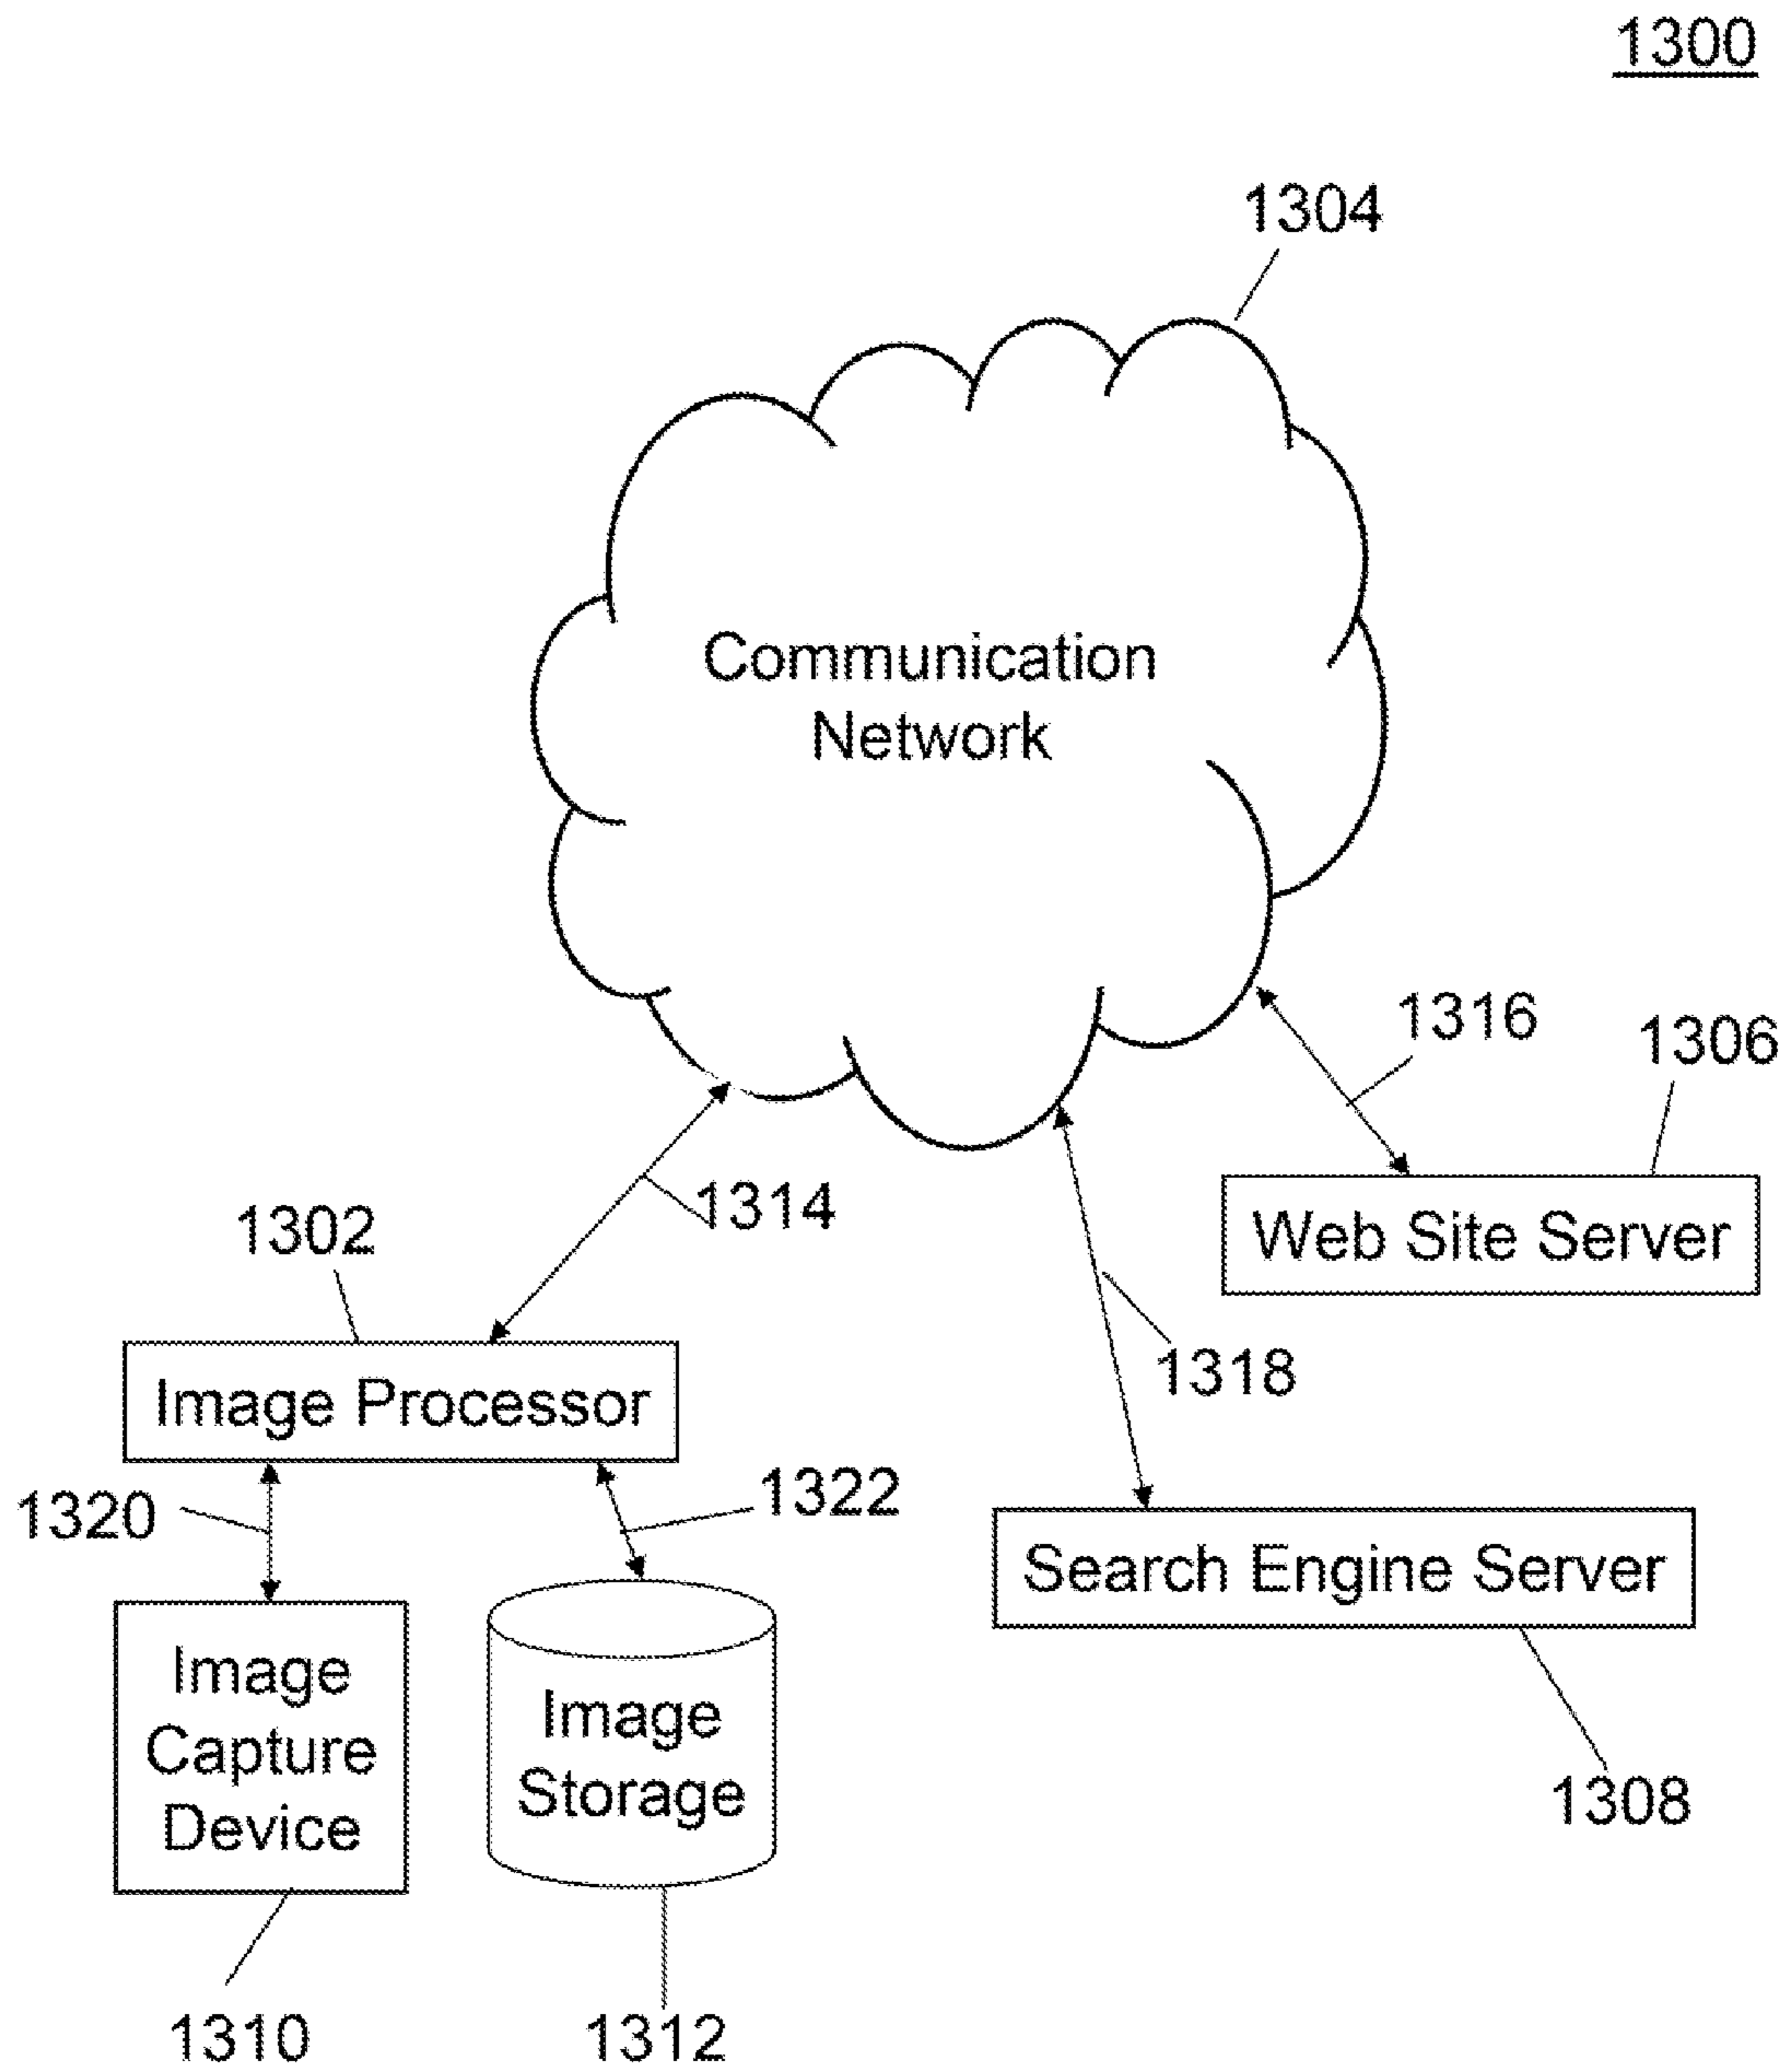 1300
1304
Communication
Network
1316
1306
1314
1302
Web Site Server
1318
Image Processor
1320
1322
Search Engine Server
Image
Capture
Device
Image
Storage
1308
1310
1312